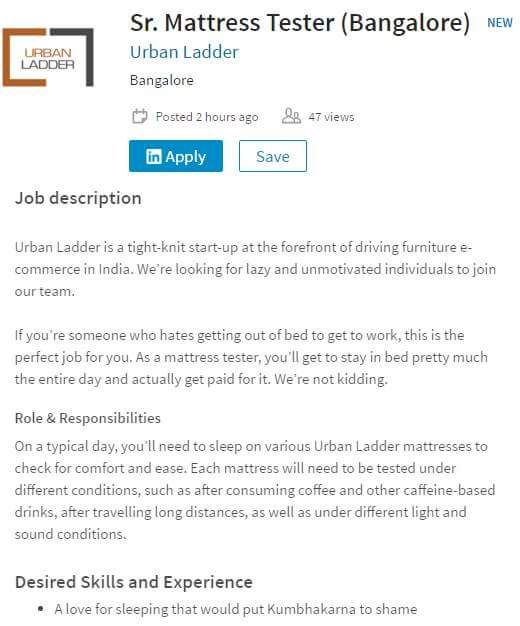 Sr. Mattress Tester (Bangalore) NEW
URBAN
LADDER
Urban Ladder
Bangalore
Posted 2 hours ago 47 views
in Apply Save
Job description
Urban Ladder is a tight-knit start-up at the forefront of driving furniture e-
commerce in India. We're looking for lazy and unmotivated individuals to join
our team.
If you're someone who hates getting out of bed to get to work, this is the
perfect job for you. As a mattress tester, you'll get to stay in bed pretty much
the entire day and actually get paid for it. We're not kidding.
Role & Responsibilities
On a typical day, you'll need to sleep on various Urban Ladder mattresses to
check for comfort and ease. Each mattress will need to be tested under
different conditions, such as after consuming coffee and other caffeine-based
drinks, after travelling long distances, as well as under different light and
sound conditions.
Desired Skills and Experience
• A love for sleeping that would put Kumbhakarna to shame